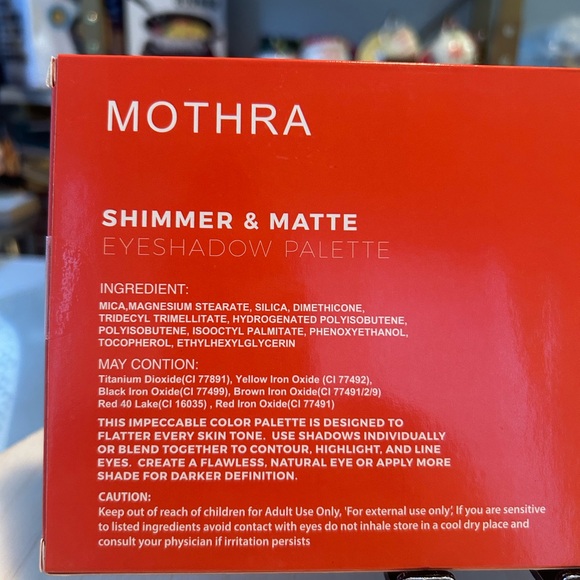 MOTHRA
SHIMMER & MATTE
EYESHADOW PALETTE
INGREDIENT:
MICA,MAGNESIUM STEARATE, SILICA, DIMETHICONE,
TRIDECYL TRIMELLITATE, HYDROGENATED POLYISOBUTENE,
POLYISOBUTENE, ISOOCTYL PALMITATE, PHENOXYETHANOL,
TOCOPHEROL, ETHYLHEXYLGLYCERIN
MAY CONTION:
Titanium Dioxide(CI 77891), Yellow Iron Oxide (CI 77492),
Black Iron Oxide(CI 77499), Brown Iron Oxide(CI 77491/2/9)
Red 40 Lake(CI 16035) , Red Iron Oxide(CI 77491)
THIS IMPECCABLE COLOR PALETTE IS DESIGNED TO
FLATTER EVERY SKIN TONE. USE SHADOWS INDIVIDUALLY
OR BLEND TOGETHER TO CONTOUR, HIGHLIGHT, AND LINE
EYES. CREATE A FLAWLESS, NATURAL EYE OR APPLY MORE
SHADE FOR DARKER DEFINITION.
CAUTION:
Keep out of reach of children for Adult Use Only, 'For external use only', If you are sensitive
to listed ingredients avoid contact with eyes do not inhale store in a cool dry place and
consult your physician if irritation persists